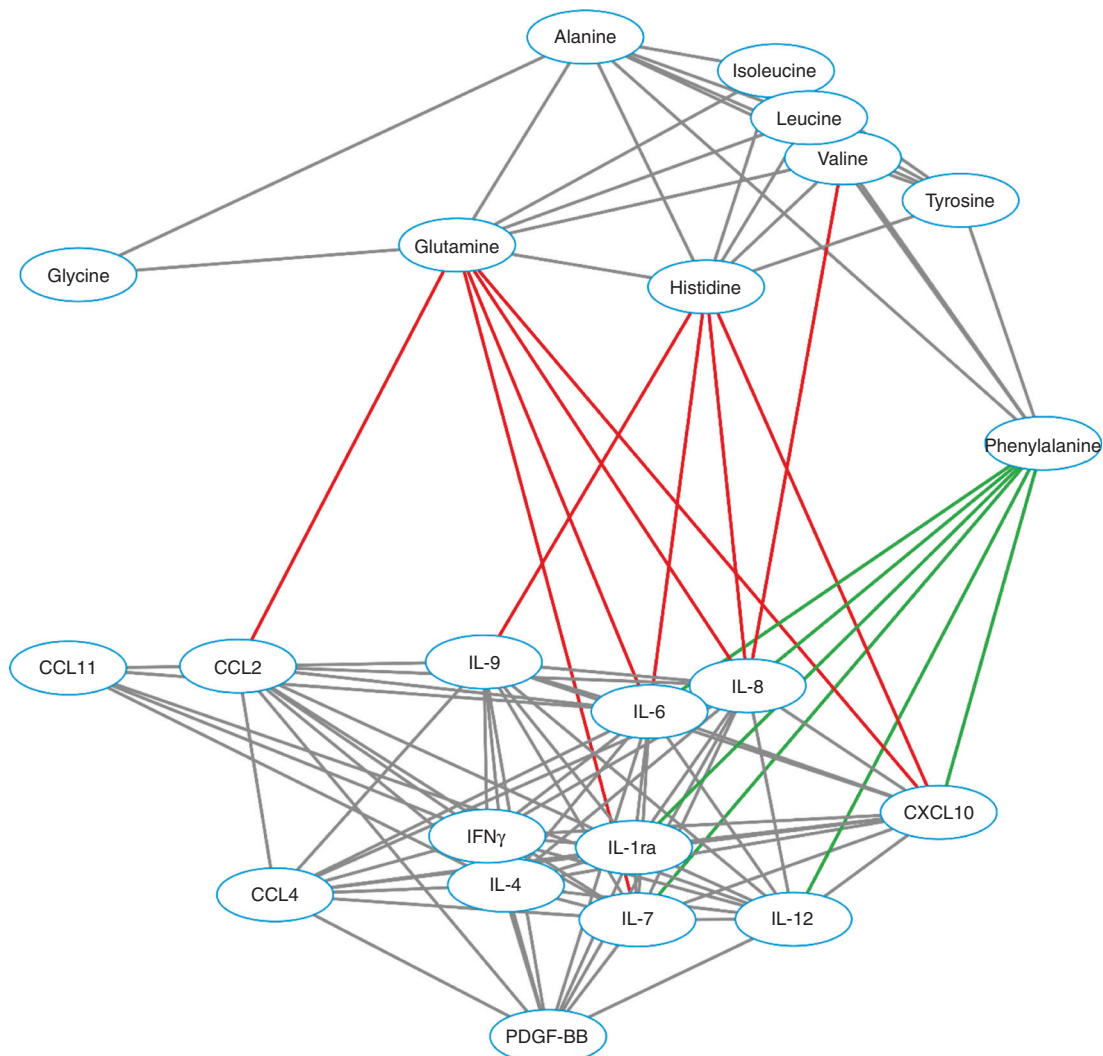 Alanine
Isoleucine
Leucine
Valine
Tyrosine
Glutamine
Glycine
Histidine
Phenylalanine
CCL11
CCL2
IL-9
IL-8
IL-6
CXCL10
IFNγ
IL-1ra
IL-4
CCL4
IL-7
IL-12
PDGF-BB